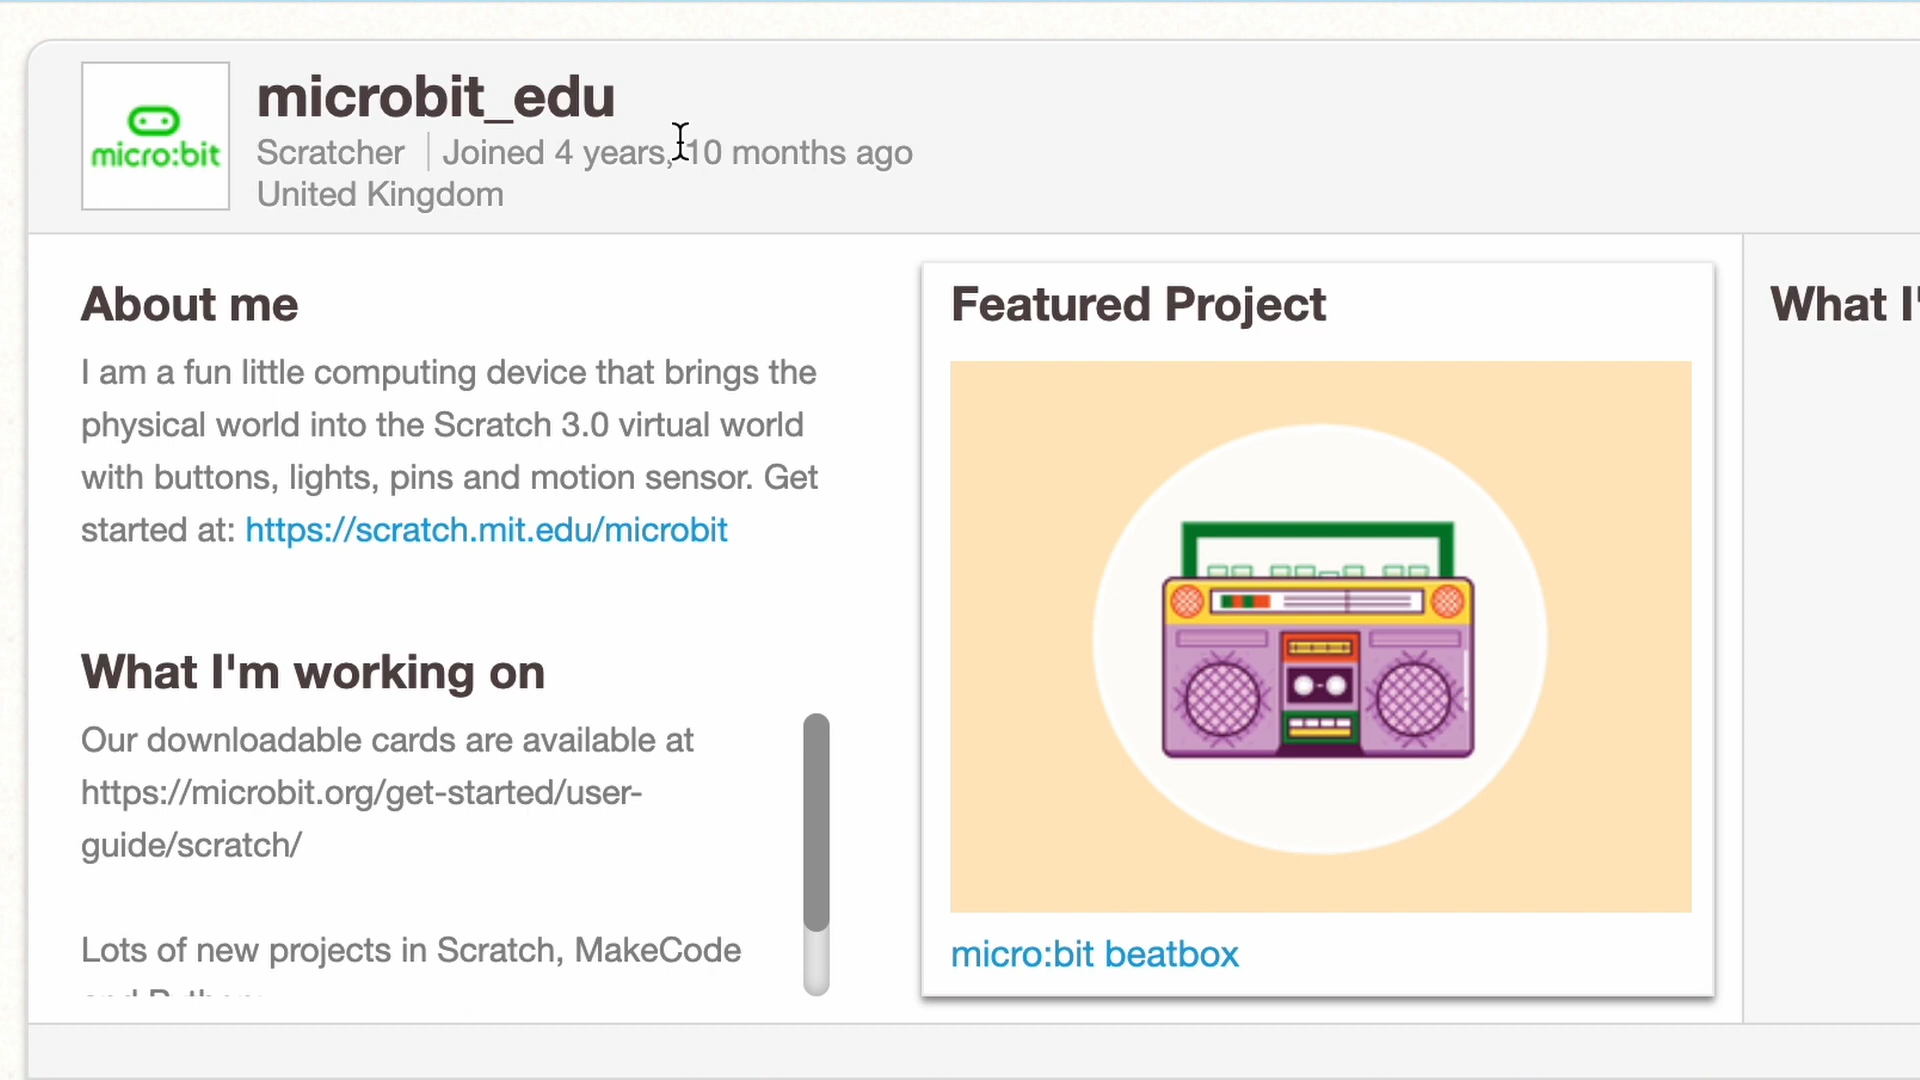 micro:bit
microbit_edu
Scratcher
Joined 4 years, 10 months ago
United Kingdom
About me
I am a fun little computing device that brings the
physical world into the Scratch 3.0 virtual world
with buttons, lights, pins and motion sensor. Get
started at: https://scratch.mit.edu/microbit
What I'm working on
Our downloadable cards are available at
https://microbit.org/get-started/user-
guide/scratch/
Lots of new projects in Scratch, MakeCode
Featured Project
micro:bit beatbox
What I'